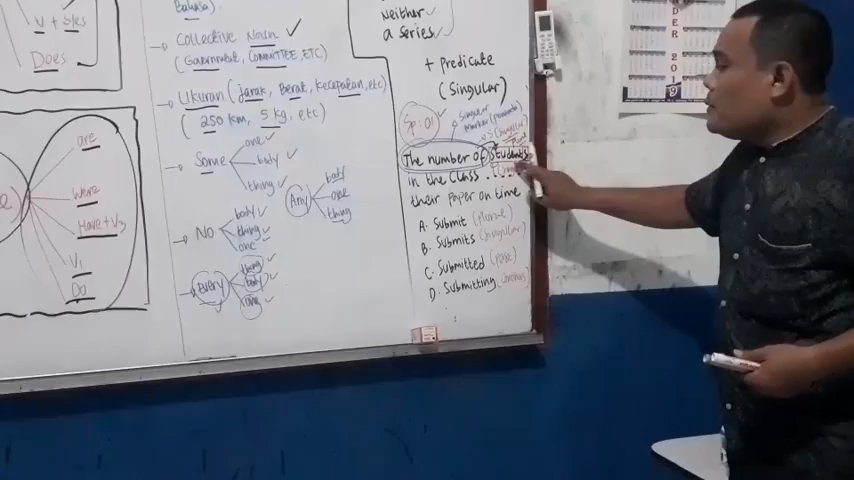 V + s/es
Does
are
were
Have + V3
V1
Do
Bahasa).
Collective Noun ✓
(Government, COMMITTEE, ETC)
Ukuran (jarak, Berat, kecepatan, etc)
(250 km, 5 kg, etc)
Some
one ✓
body ✓
thing ✓
Any
body
one
thing
NO
body ✓
thing ✓
one ✓
Every
thing ✓
body ✓
one ✓
Neither ✓
a series ✓
+ Predicate
(Singular)
Sp: 01 ✓
Singular
The number of students
in the Class
their paper on time
A. Submit (plural)
B. Submits (singular)
C. Submitted
D. Submitting
DER 2019